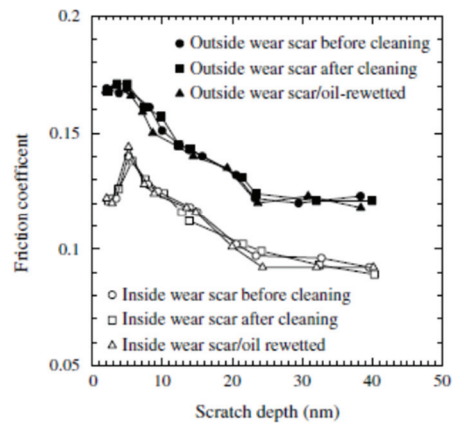 0.2
Outside wear scar before cleaning
Outside wear scar after cleaning
Outside wear scar/oil-rewetted
0.15
Friction coefficent
0.1
Inside wear scar before cleaning
Inside wear scar after cleaning
Inside wear scar/oil rewetted
0.05
0 10 20 30 40 50
Scratch depth (nm)